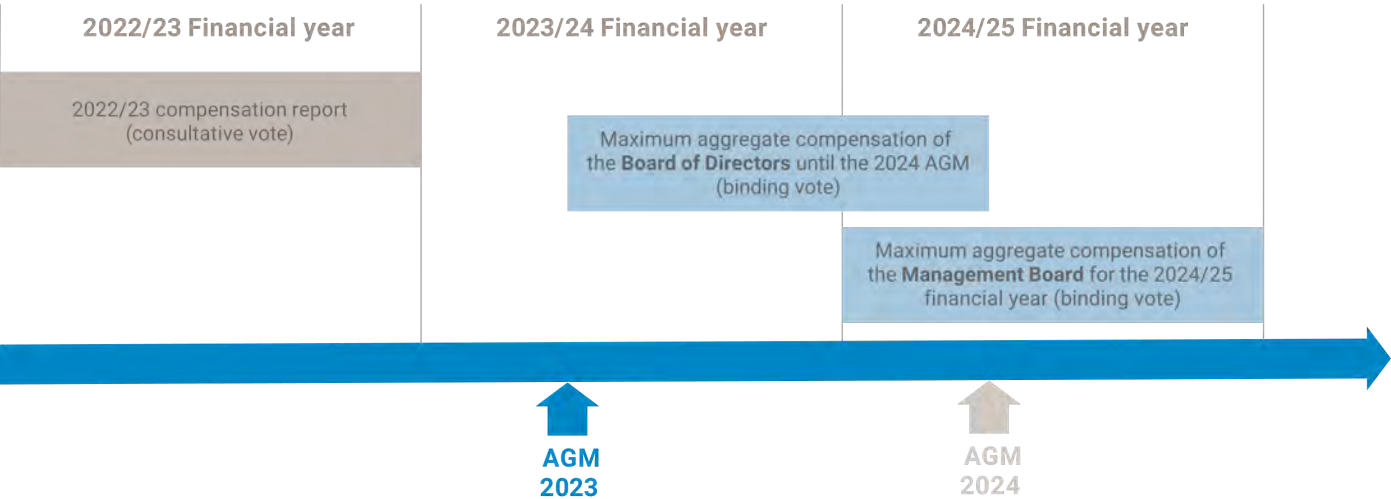 2022/23 Financial year
2023/24 Financial year
2024/25 Financial year
2022/23 compensation report
(consultative vote)
Maximum aggregate compensation of
the Board of Directors until the 2024 AGM
(binding vote)
Maximum aggregate compensation of
the Management Board for the 2024/25
financial year (binding vote)
AGM
2023
AGM
2024